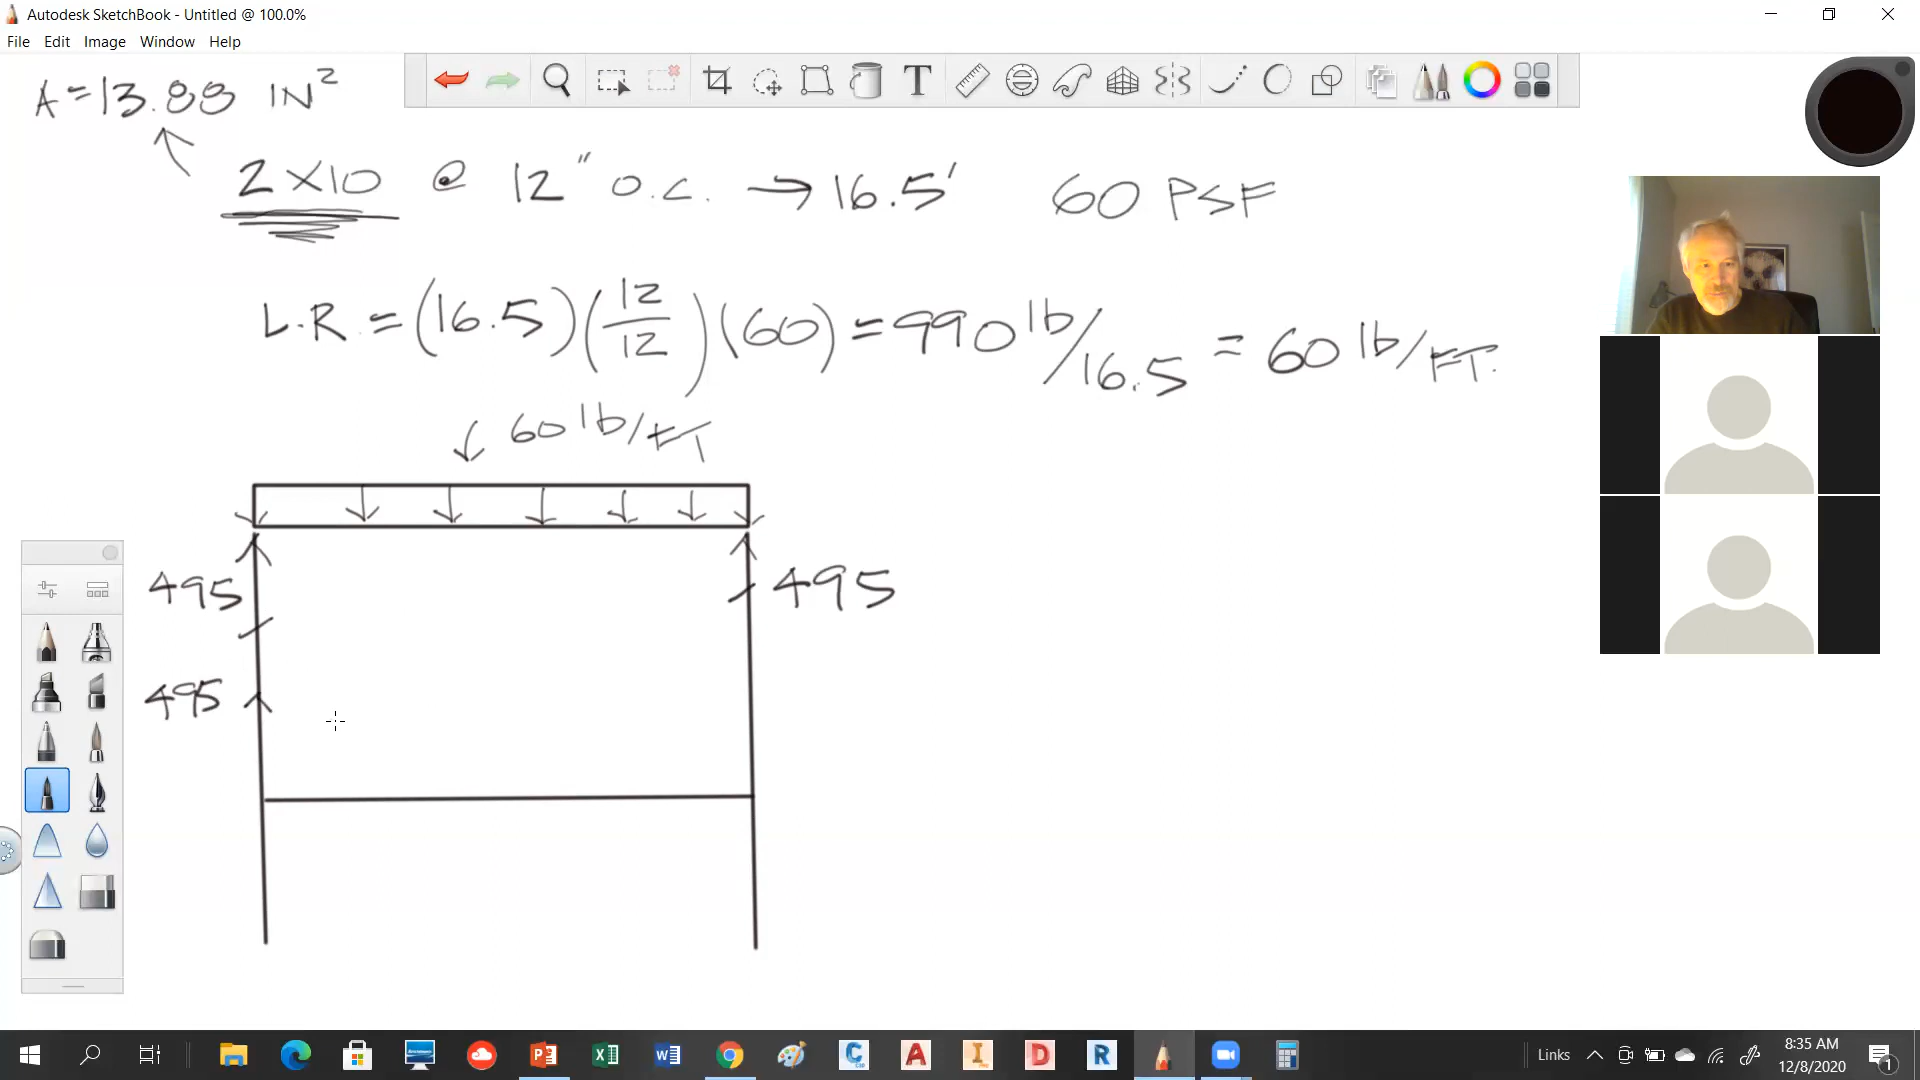 Autodesk SketchBook - Untitled @ 100.0%
File Edit Image Window Help
A = 13.88 IN²
2 X 10 @ 12" O.C. → 16.5' 60 PSF
L.R. = (16.5)(12/12)(60) = 990 lb/16.5 = 60 lb/FT.
↓ 60 lb/FT
495
495
495
Links
8:35 AM
12/8/2020
1